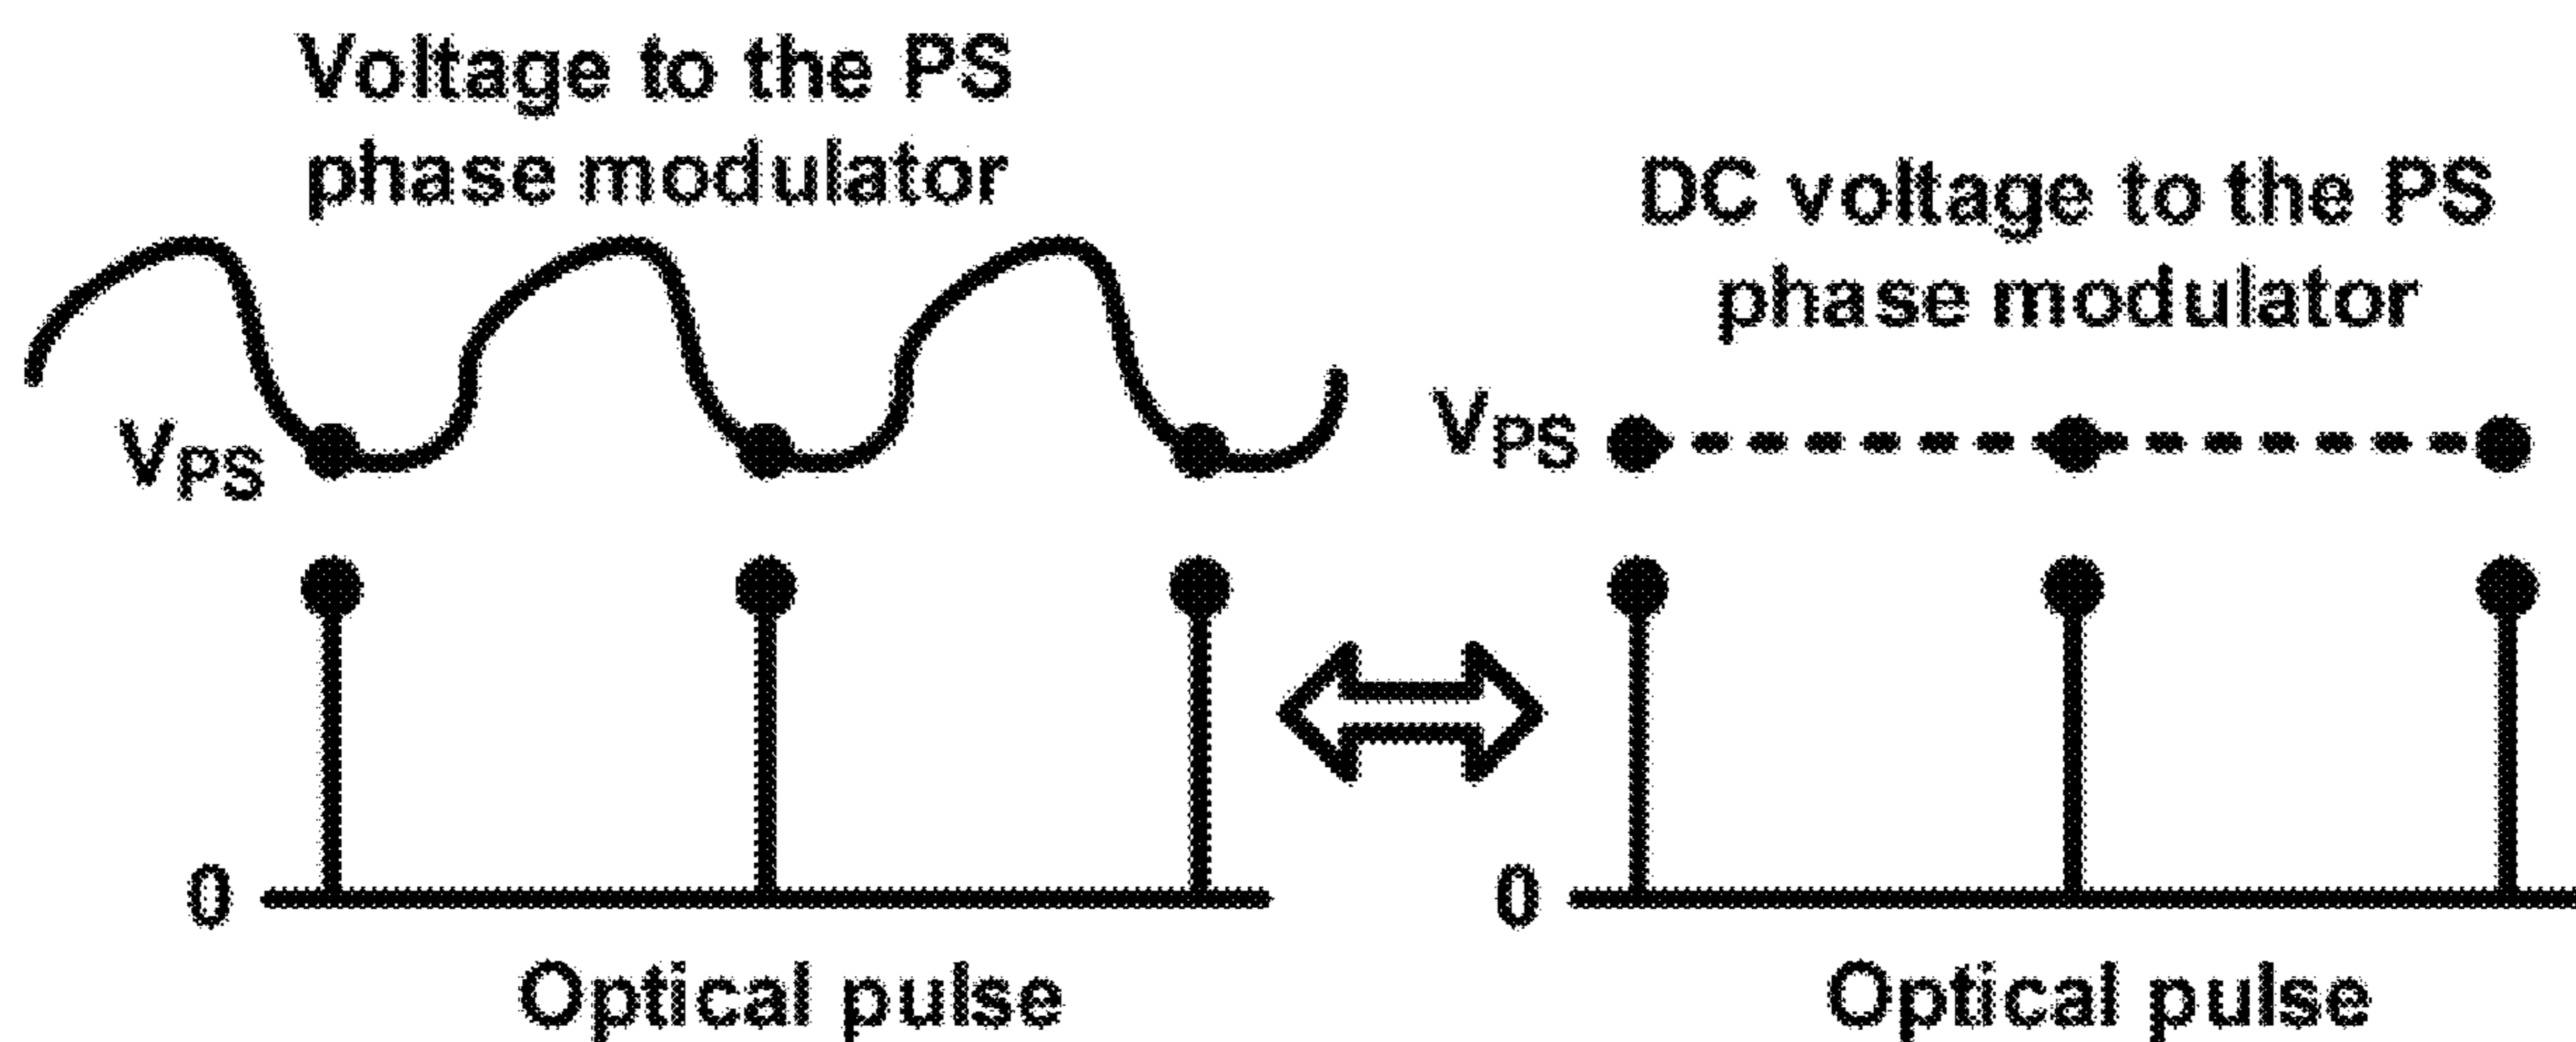 Voltage to the PS
phase modulator
VPS
0
Optical pulse
DC voltage to the PS
phase modulator
VPS
0
Optical pulse